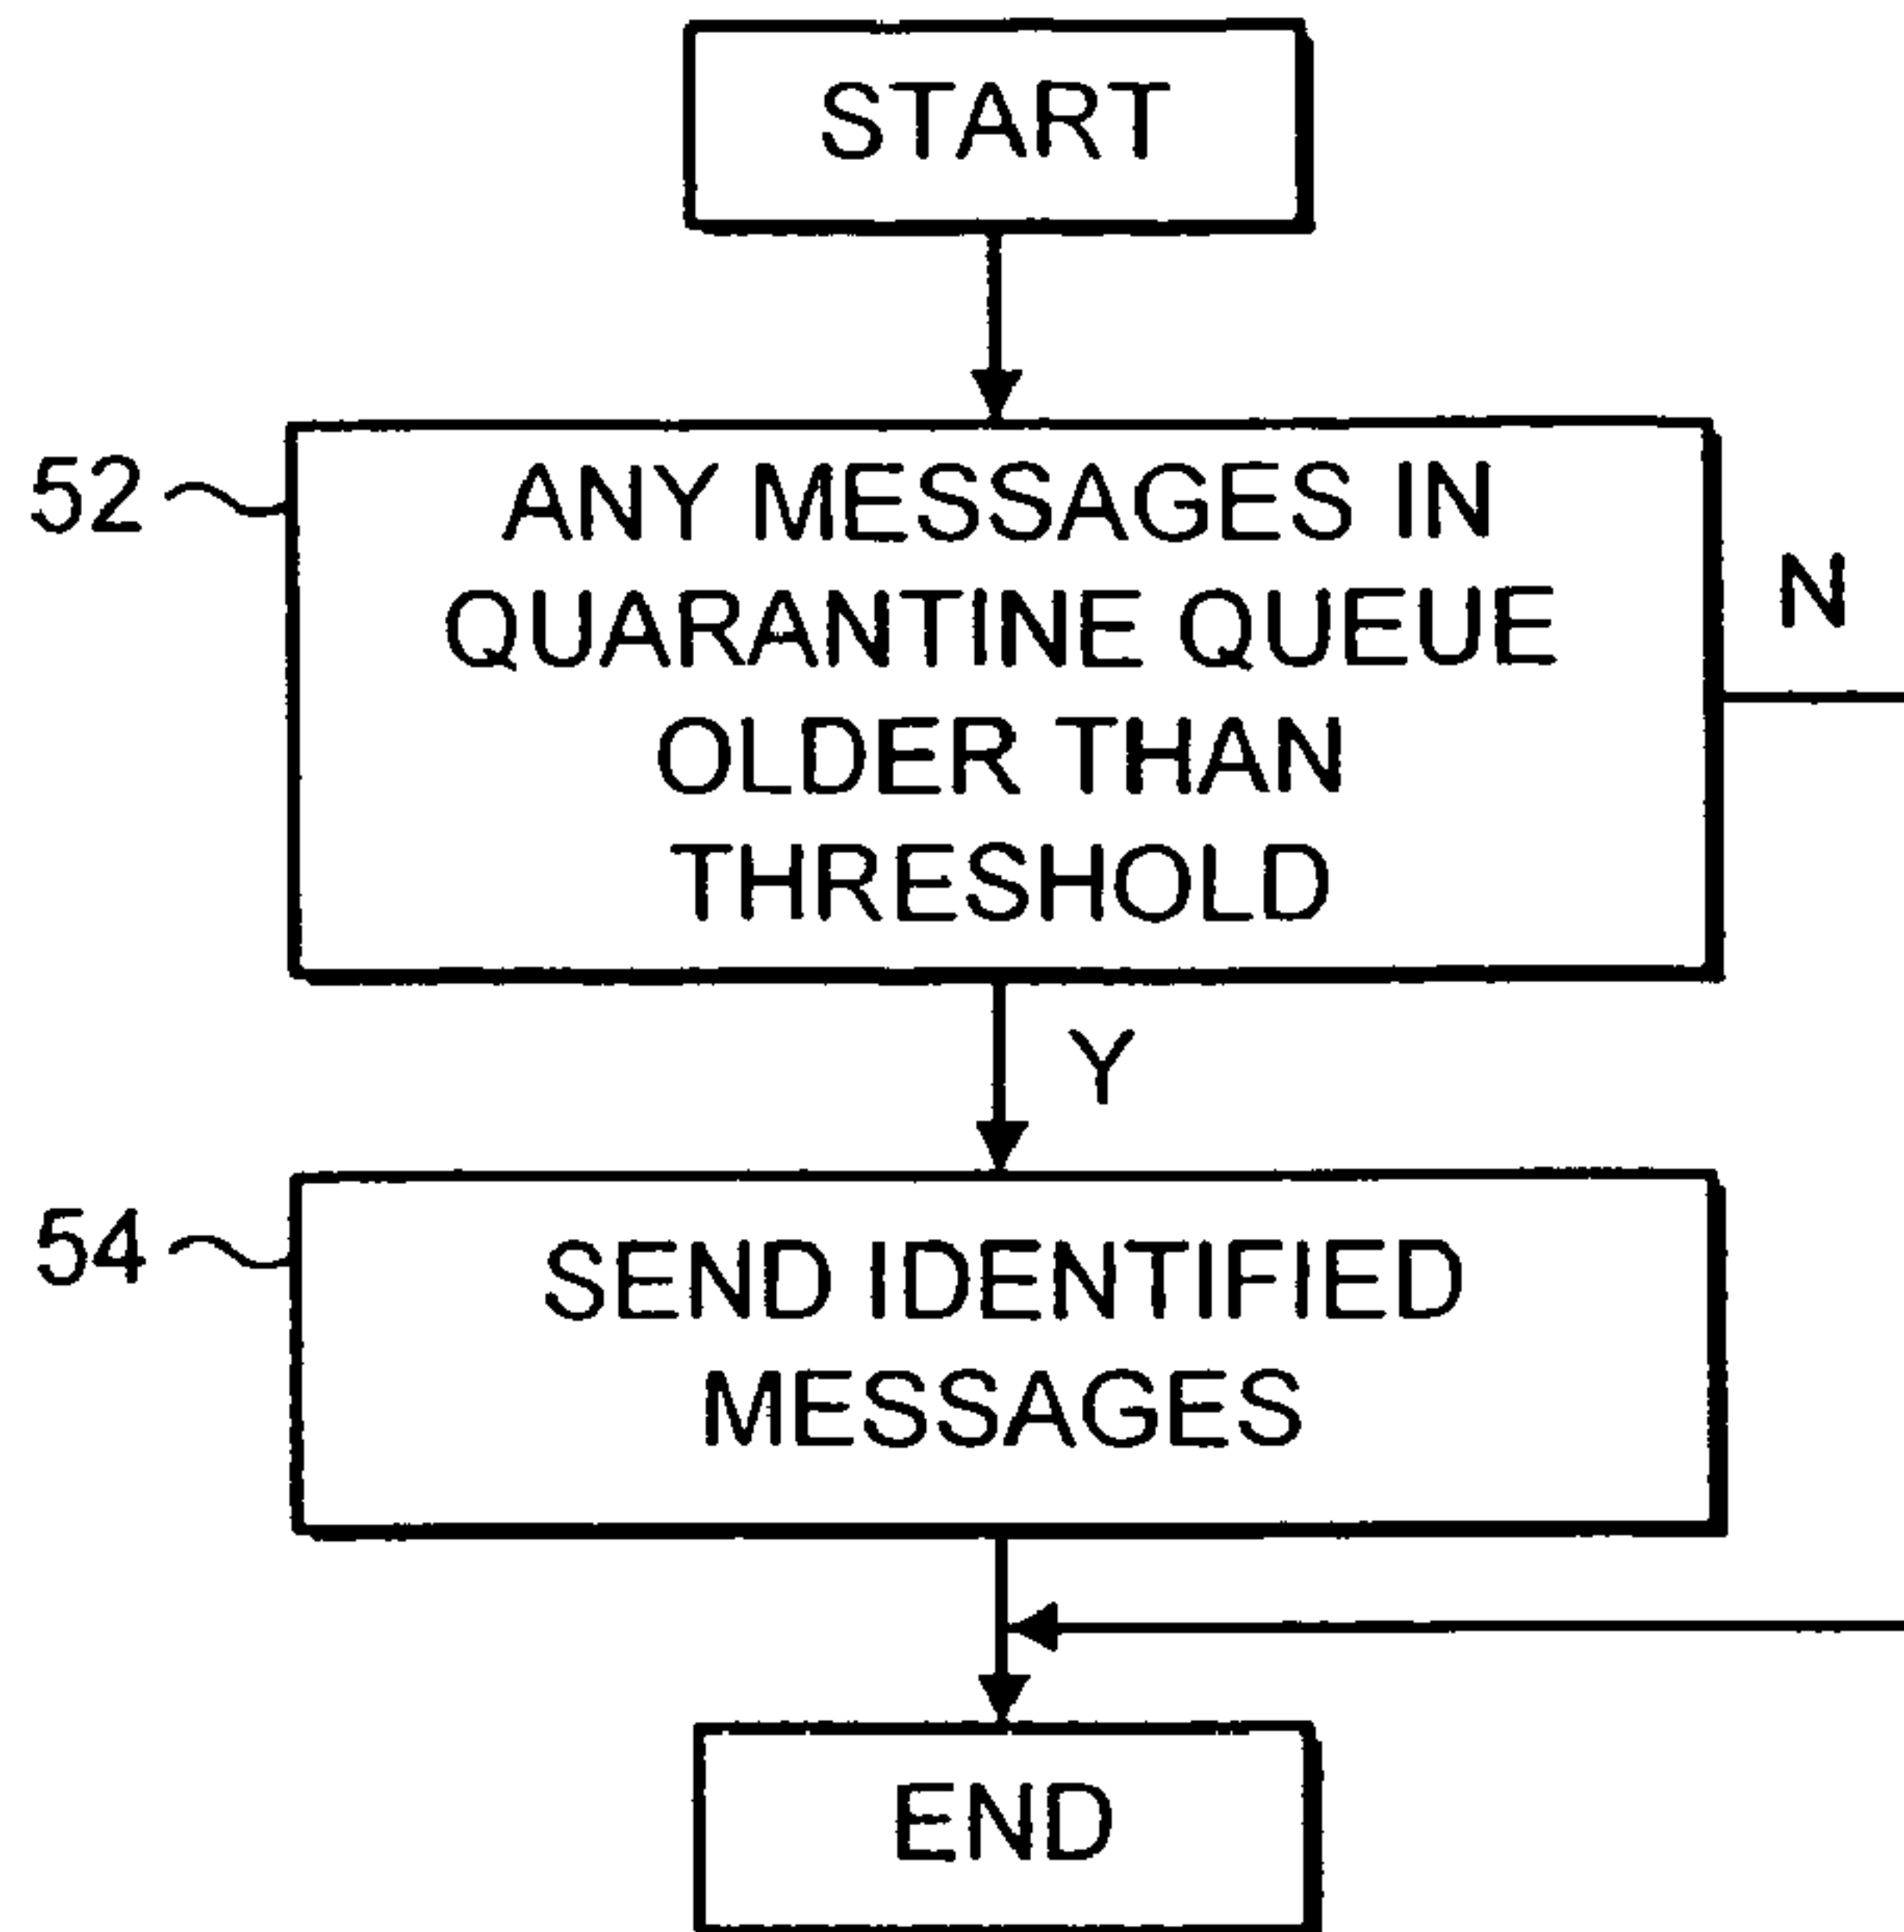 START
52
ANY MESSAGES IN
QUARANTINE QUEUE
OLDER THAN
THRESHOLD
N
Y
54
SEND IDENTIFIED
MESSAGES
END